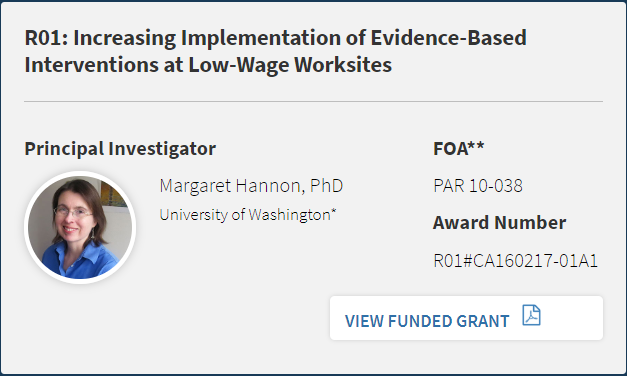 R01: Increasing Implementation of Evidence-Based
Interventions at Low-Wage Worksites
Principal Investigator
Margaret Hannon, PhD
University of Washington*
FOA**
PAR 10-038
Award Number
R01#CA160217-01A1
VIEW FUNDED GRANT